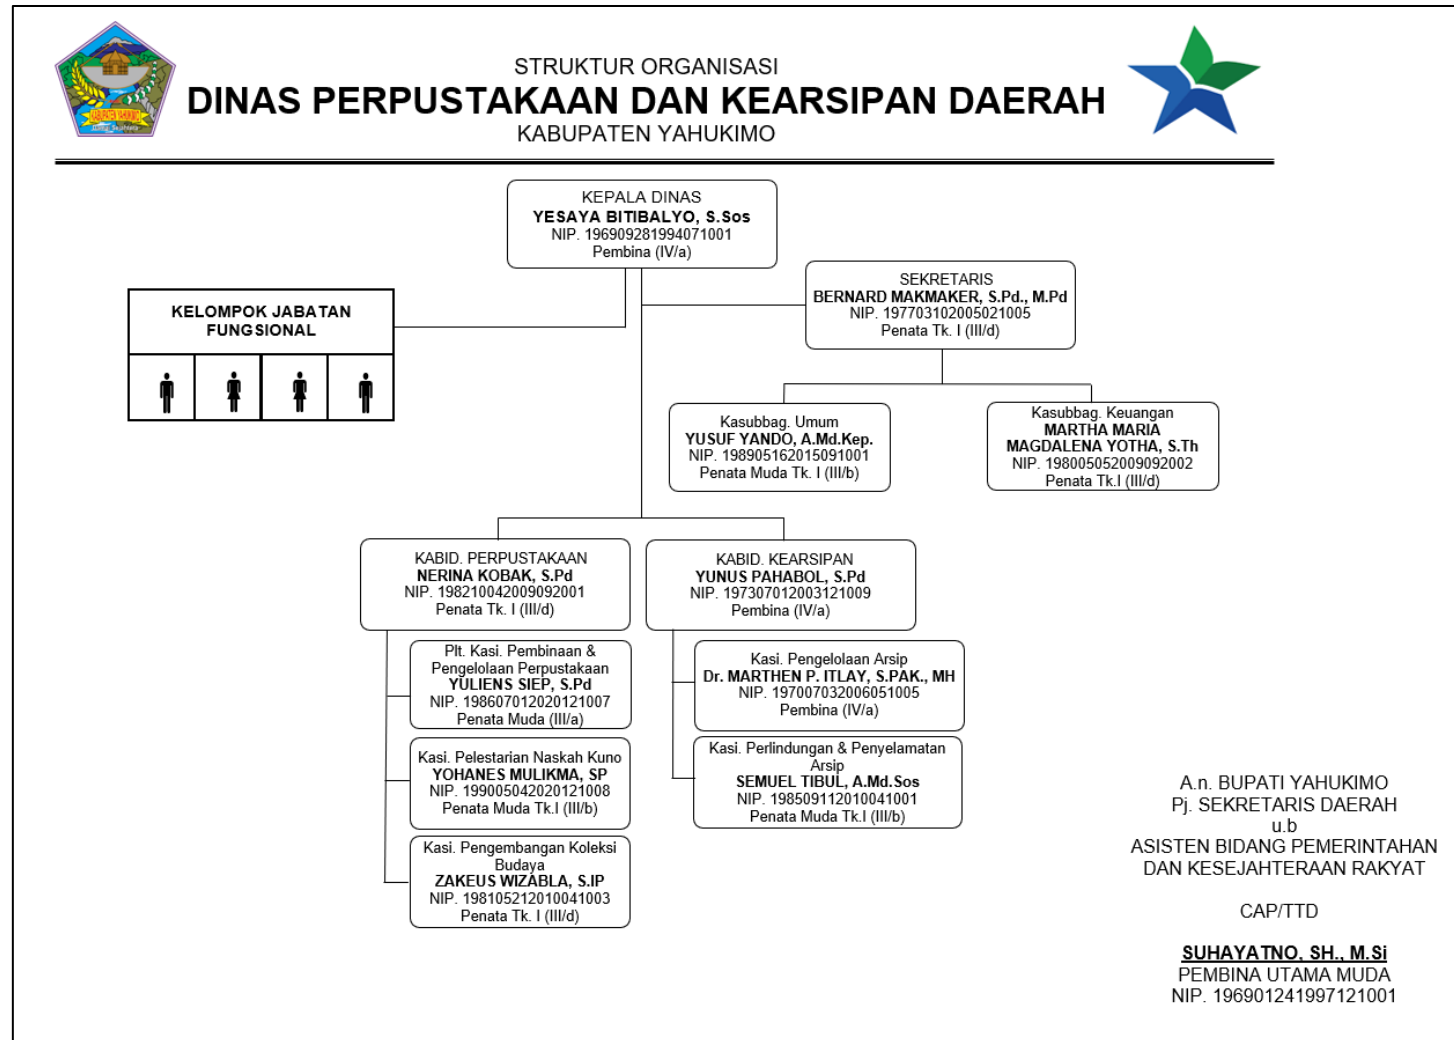 STRUKTUR ORGANISASI
DINAS PERPUSTAKAAN DAN KEARSIPAN DAERAH
KABUPATEN YAHUKIMO
KABUPATEN YAHUKIMO
KEPALA DINAS
YESAYA BITIBALYO, S.Sos
NIP. 196909281994071001
Pembina (IV/a)
SEKRETARIS
BERNARD MAKMAKER, S.Pd., M.Pd
NIP. 197703102005021005
Penata Tk. I (III/d)
KELOMPOK JABATAN
FUNGSIONAL
Kasubbag. Umum
YUSUF YANDO, A.Md.Kep.
NIP. 198905162015091001
Penata Muda Tk. I (III/b)
Kasubbag. Keuangan
MARTHA MARIA
MAGDALENA YOTHA, S.Th
NIP. 198005052009092002
Penata Tk.I (III/d)
KABID. PERPUSTAKAAN
NERINA KOBAK, S.Pd
NIP. 198210042009092001
Penata Tk. I (III/d)
KABID. KEARSIPAN
YUNUS PAHABOL, S.Pd
NIP. 197307012003121009
Pembina (IV/a)
Plt. Kasi. Pembinaan &
Pengelolaan Perpustakaan
YULIENS SIEP, S.Pd
NIP. 198607012020121007
Penata Muda (III/a)
Kasi. Pelestarian Naskah Kuno
YOHANES MULIKMA, SP
NIP. 199005042020121008
Penata Muda Tk.I (III/b)
Kasi. Pengembangan Koleksi
Budaya
ZAKEUS WIZABLA, S.IP
NIP. 198105212010041003
Penata Tk. I (III/d)
Kasi. Pengelolaan Arsip
Dr. MARTHEN P. ITLAY, S.PAK., MH
NIP. 197007032006051005
Pembina (IV/a)
Kasi. Perlindungan & Penyelamatan
Arsip
SEMUEL TIBUL, A.Md.Sos
NIP. 198509112010041001
Penata Muda Tk.I (III/b)
A.n. BUPATI YAHUKIMO
Pj. SEKRETARIS DAERAH
u.b
ASISTEN BIDANG PEMERINTAHAN
DAN KESEJAHTERAAN RAKYAT
CAP/TTD
SUHAYATNO, SH., M.Si
PEMBINA UTAMA MUDA
NIP. 196901241997121001